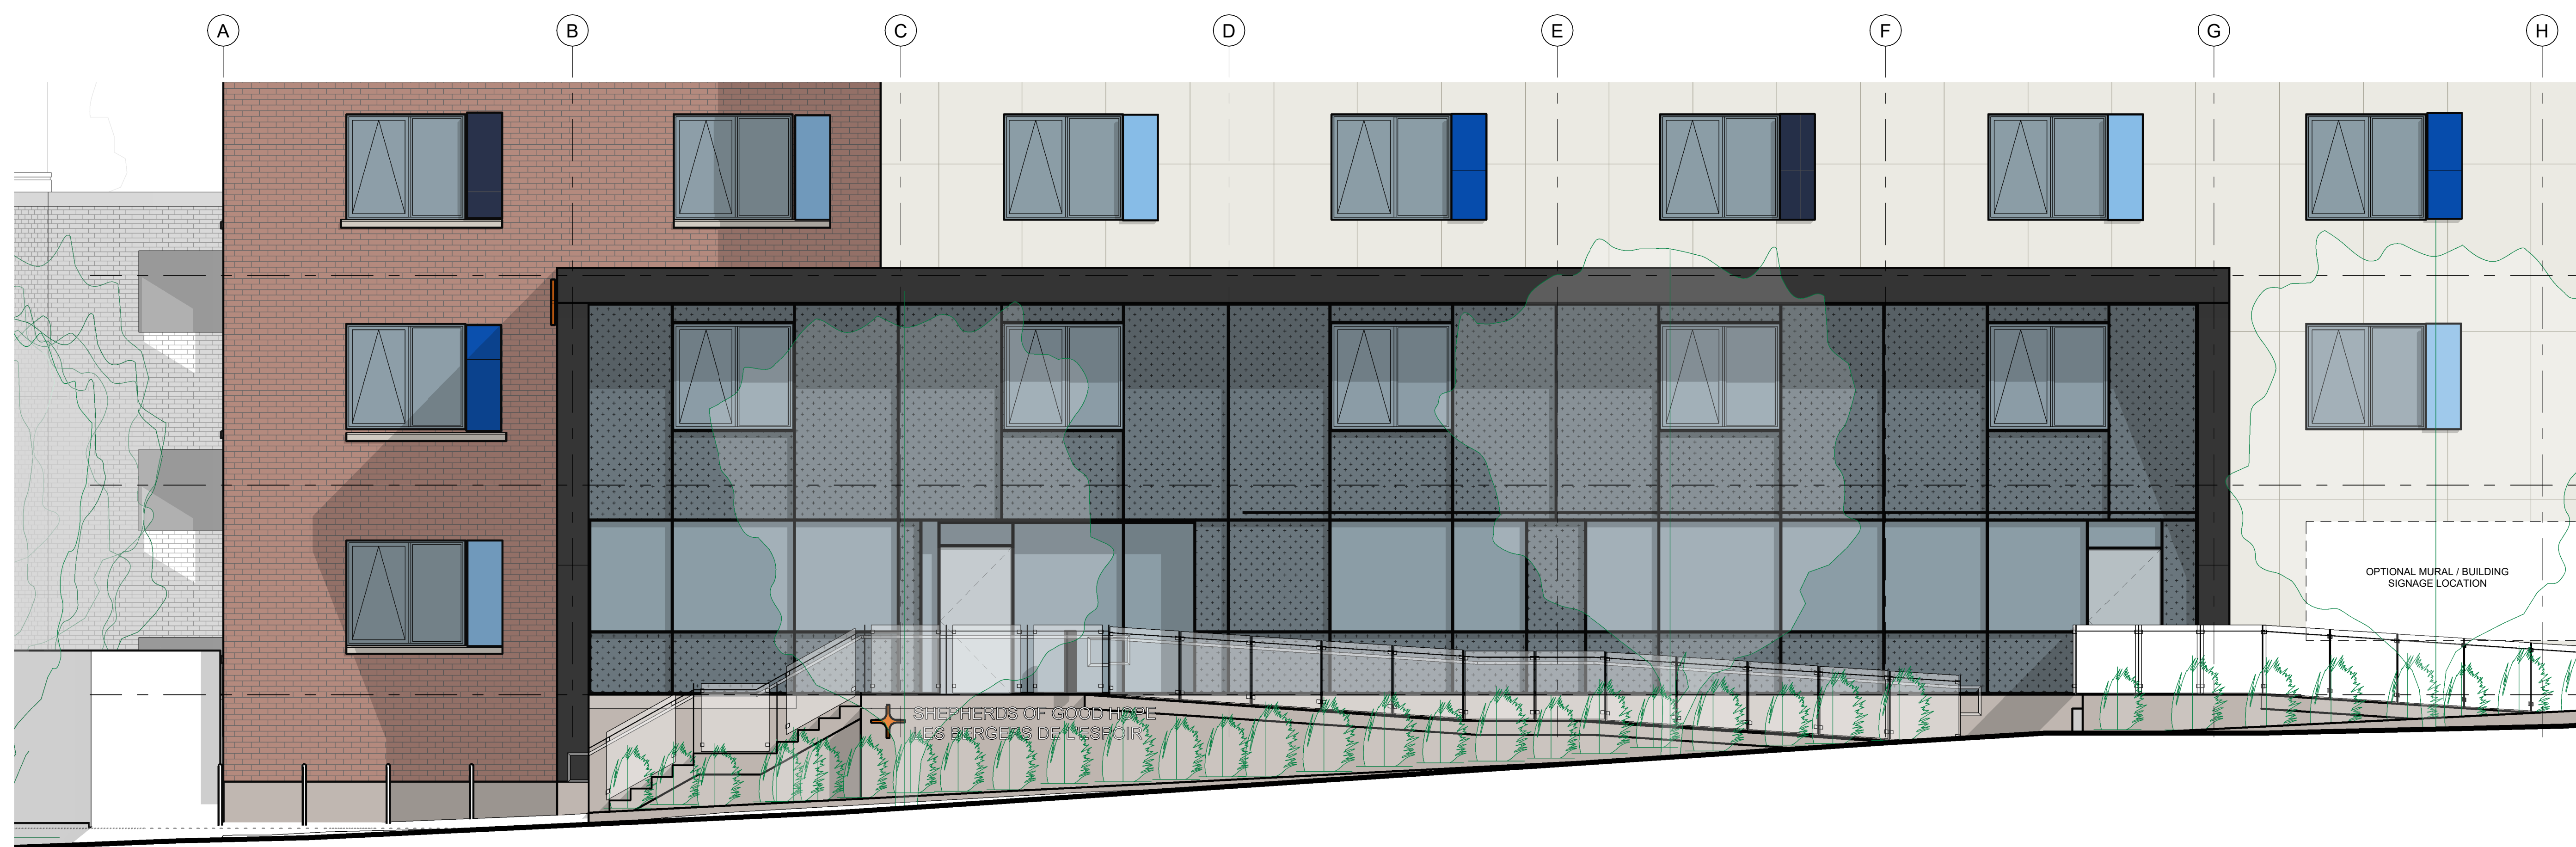 A B C D E F G H
OPTIONAL MURAL / BUILDING
SIGNAGE LOCATION
SHEPHERDS OF GOOD HOPE
LES BERGERS DE L'ESPOIR